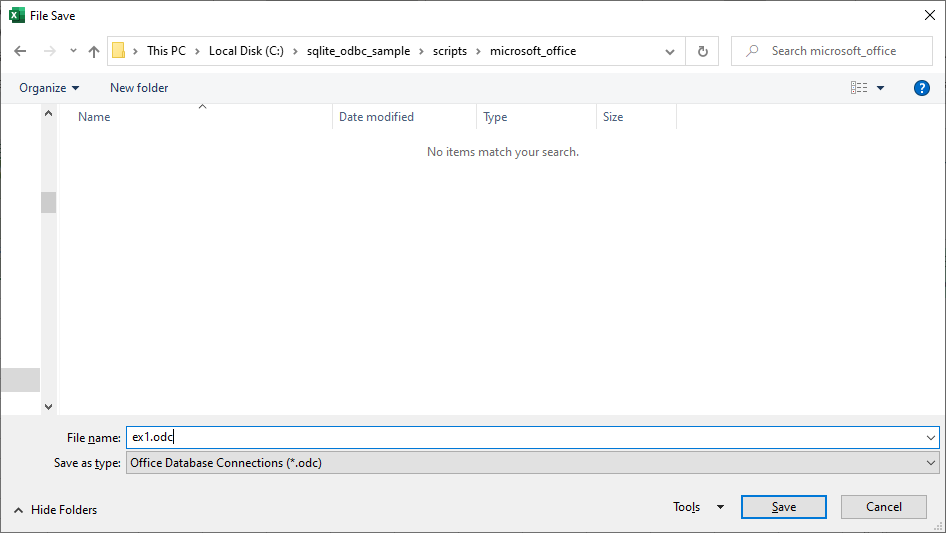 File Save
This PC > Local Disk (C:) > sqlite_odbc_sample > scripts > microsoft_office
Search microsoft_office
Organize
New folder
Name
Date modified
Type
Size
No items match your search.
File name: ex1.odc
Save as type: Office Database Connections (*.odc)
Hide Folders
Tools
Save
Cancel